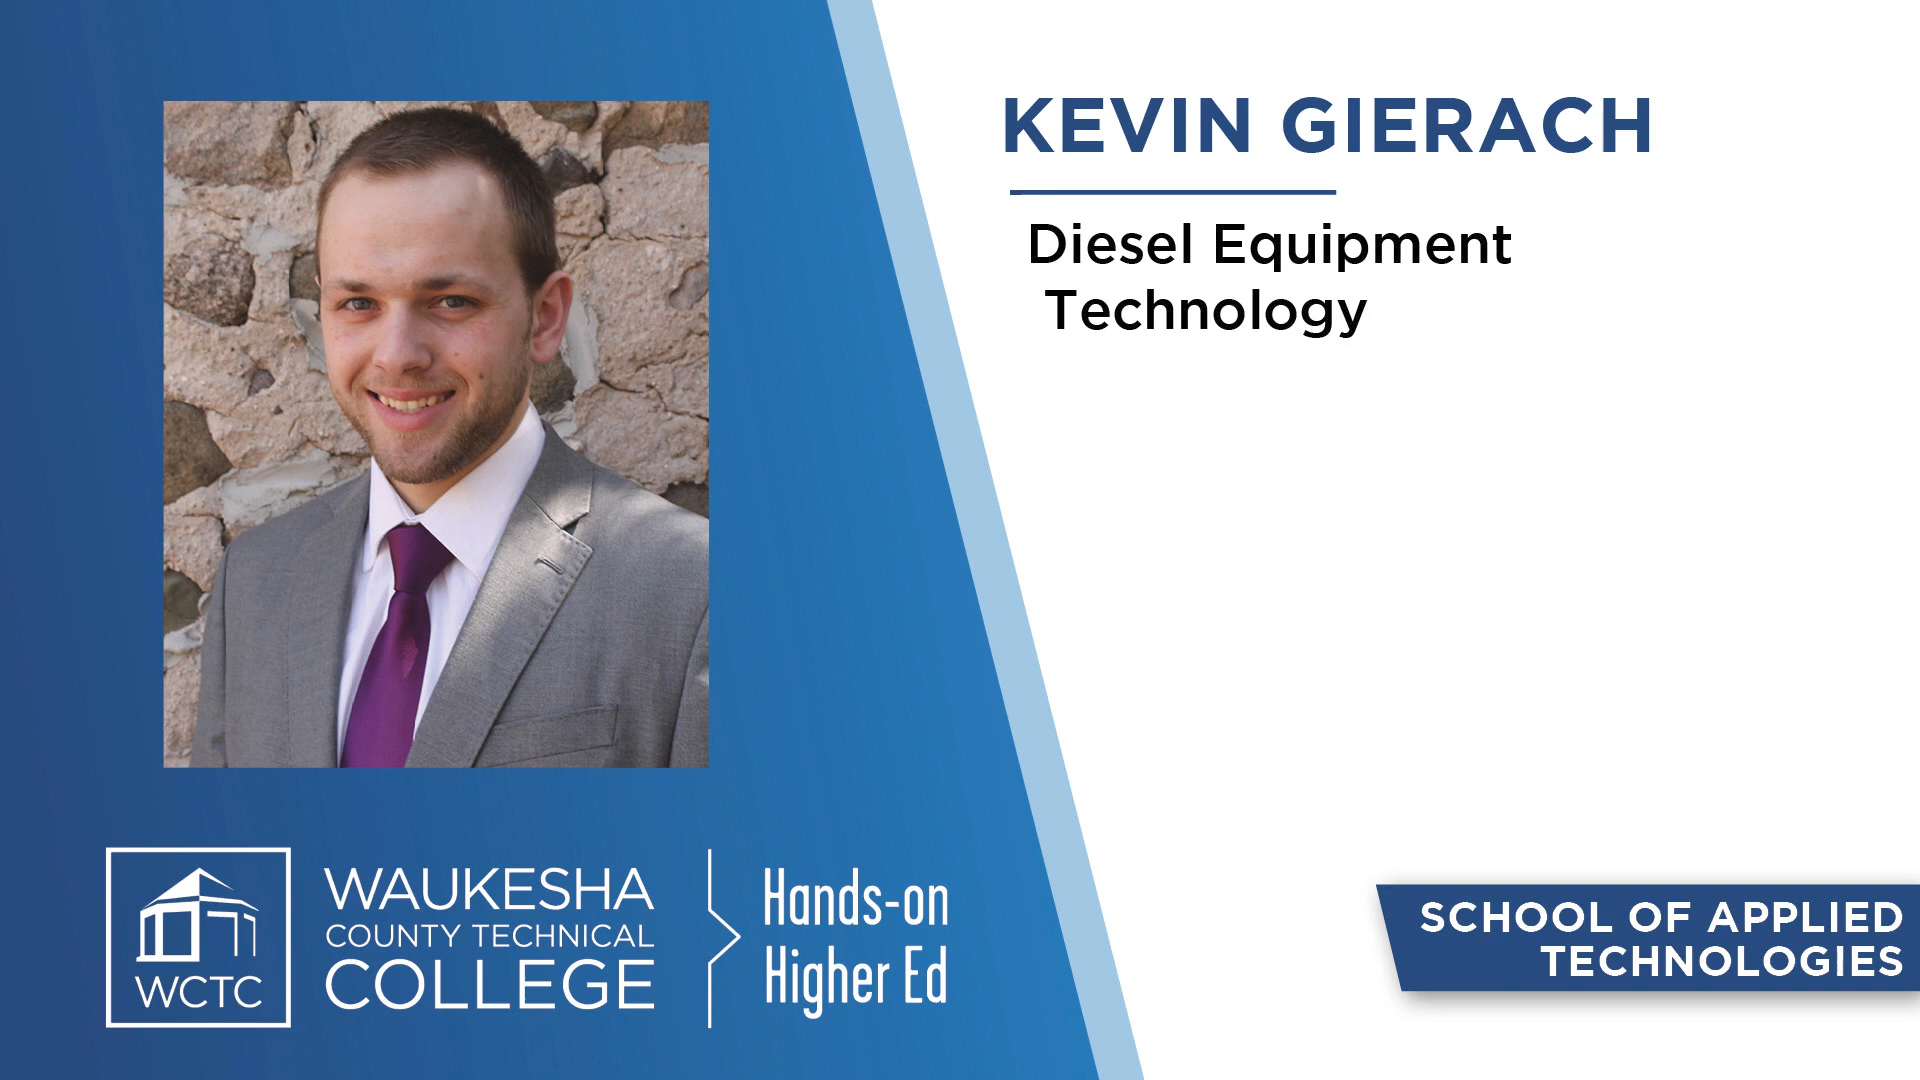 KEVIN GIERACH
Diesel Equipment
Technology
WCTC
WAUKESHA
COUNTY TECHNICAL
COLLEGE
Hands-on
Higher Ed
SCHOOL OF APPLIED
TECHNOLOGIES